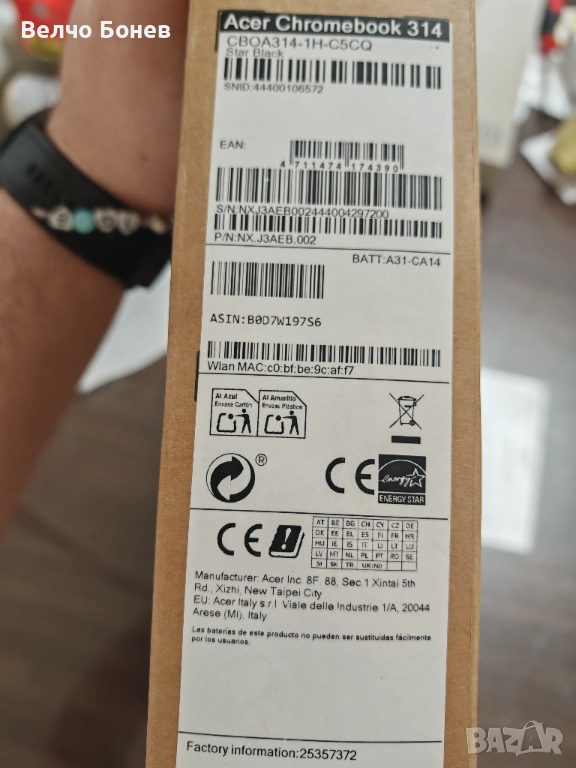 Велчо Бонев
Acer Chromebook 314
CBOA314-1H-C5CQ
Star Black
SNID:44400106572
EAN:
4 711474 174390
S/N:NXJ3AEB002444004297200
P/N:NX.J3AEB.002
BATT:A31-CA14
ASIN:B0D7W197S6
Wlan MAC:c0:bf:be:9c:af:f7
Al Azul
Envase Cartón
Al Amarillo
Envase Plástico
®
CE
energy
ENERGY STAR
CE
AT BE BG CH CY CZ DE
DK EE EL ES FI FR HR
HU IE IS IT LI LT LU
LV MT NL PL PT RO SE
SI SK TR UK(NI)
Manufacturer: Acer Inc. 8F, 88, Sec.1 Xintai 5th
Rd., Xizhi, New Taipei City
EU: Acer Italy s.r.l. Viale delle Industrie 1/A, 20044
Arese (MI), Italy
Las baterías de este producto no pueden ser sustituidas fácilmente
por los usuarios.
Factory information:25357372
BAZAR